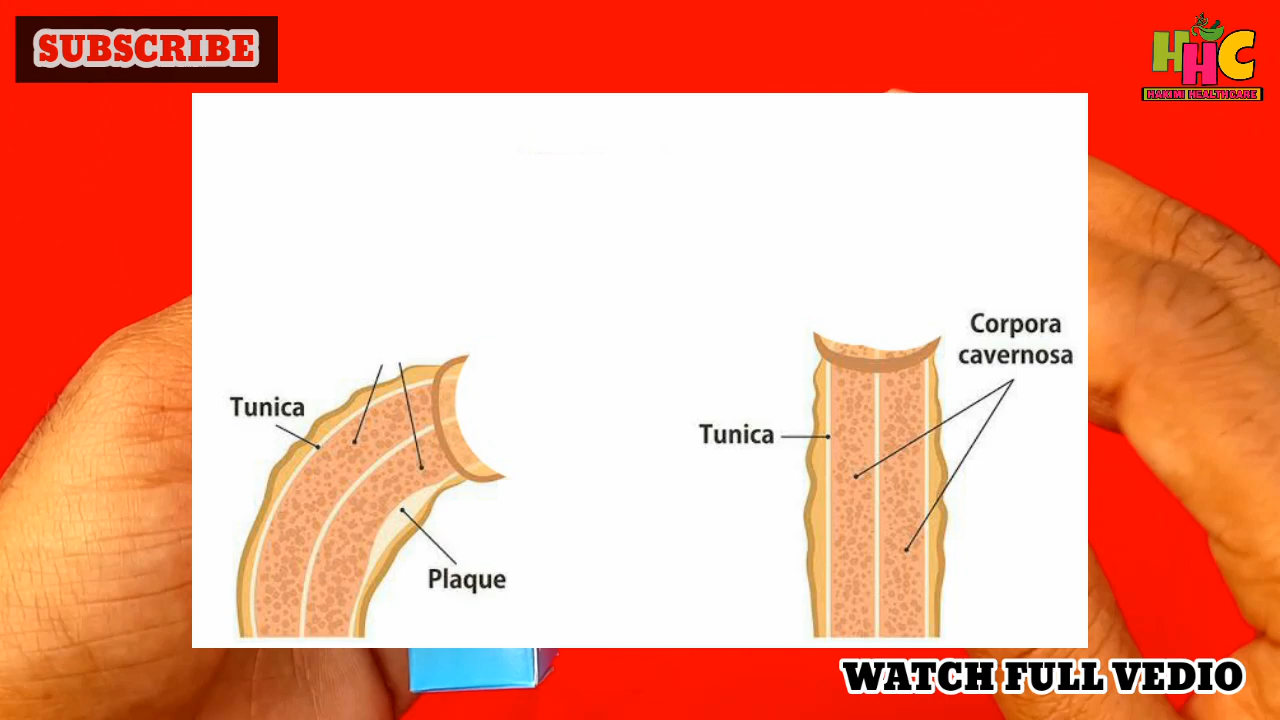 SUBSCRIBE
HHC
HAKIMI HEALTHCARE
Corpora
cavernosa
Tunica
Tunica
Plaque
WATCH FULL VEDIO